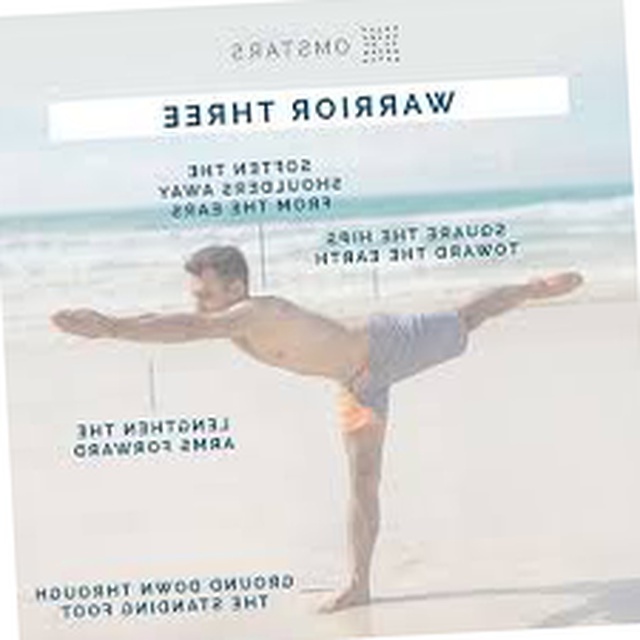 OMSTARS
WARRIOR THREE
SOFTEN THE
SHOULDERS AWAY
FROM THE EARS
SQUARE THE HIPS
TOWARD THE EARTH
LENGTHEN THE
ARMS FORWARD
GROUND DOWN THROUGH
THE STANDING FOOT